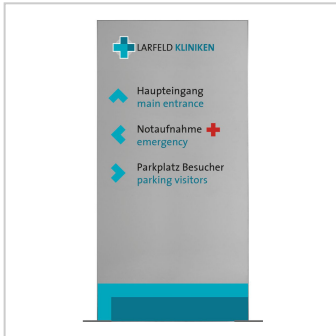 LARFELD KLINIKEN
Haupteingang
main entrance
Notaufnahme
emergency
Parkplatz Besucher
parking visitors